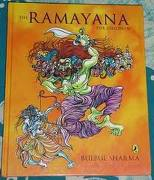 THE
RAMAYANA
FOR CHILDREN
BULBUL SHARMA